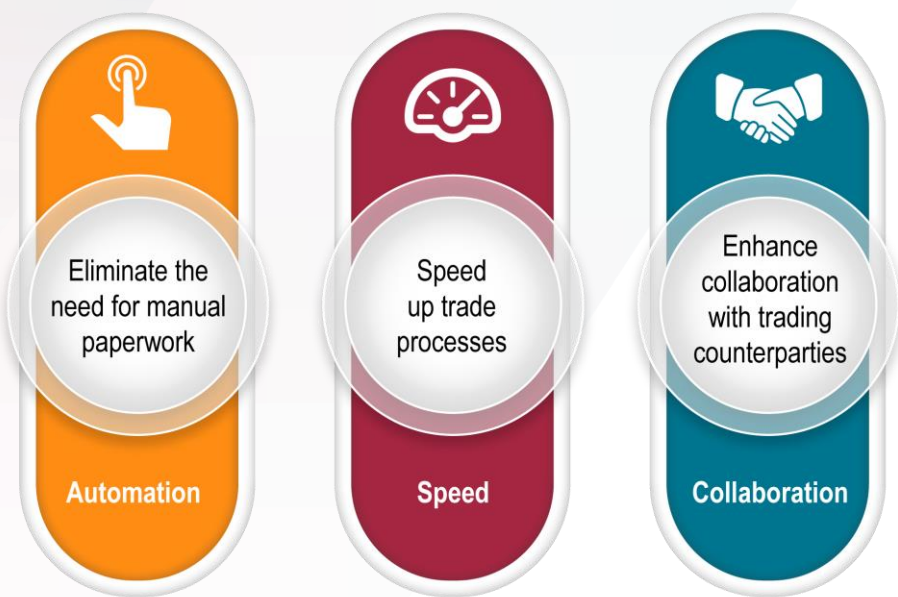 Eliminate the
need for manual
paperwork
Automation
Speed
up trade
processes
Speed
Enhance
collaboration
with trading
counterparties
Collaboration